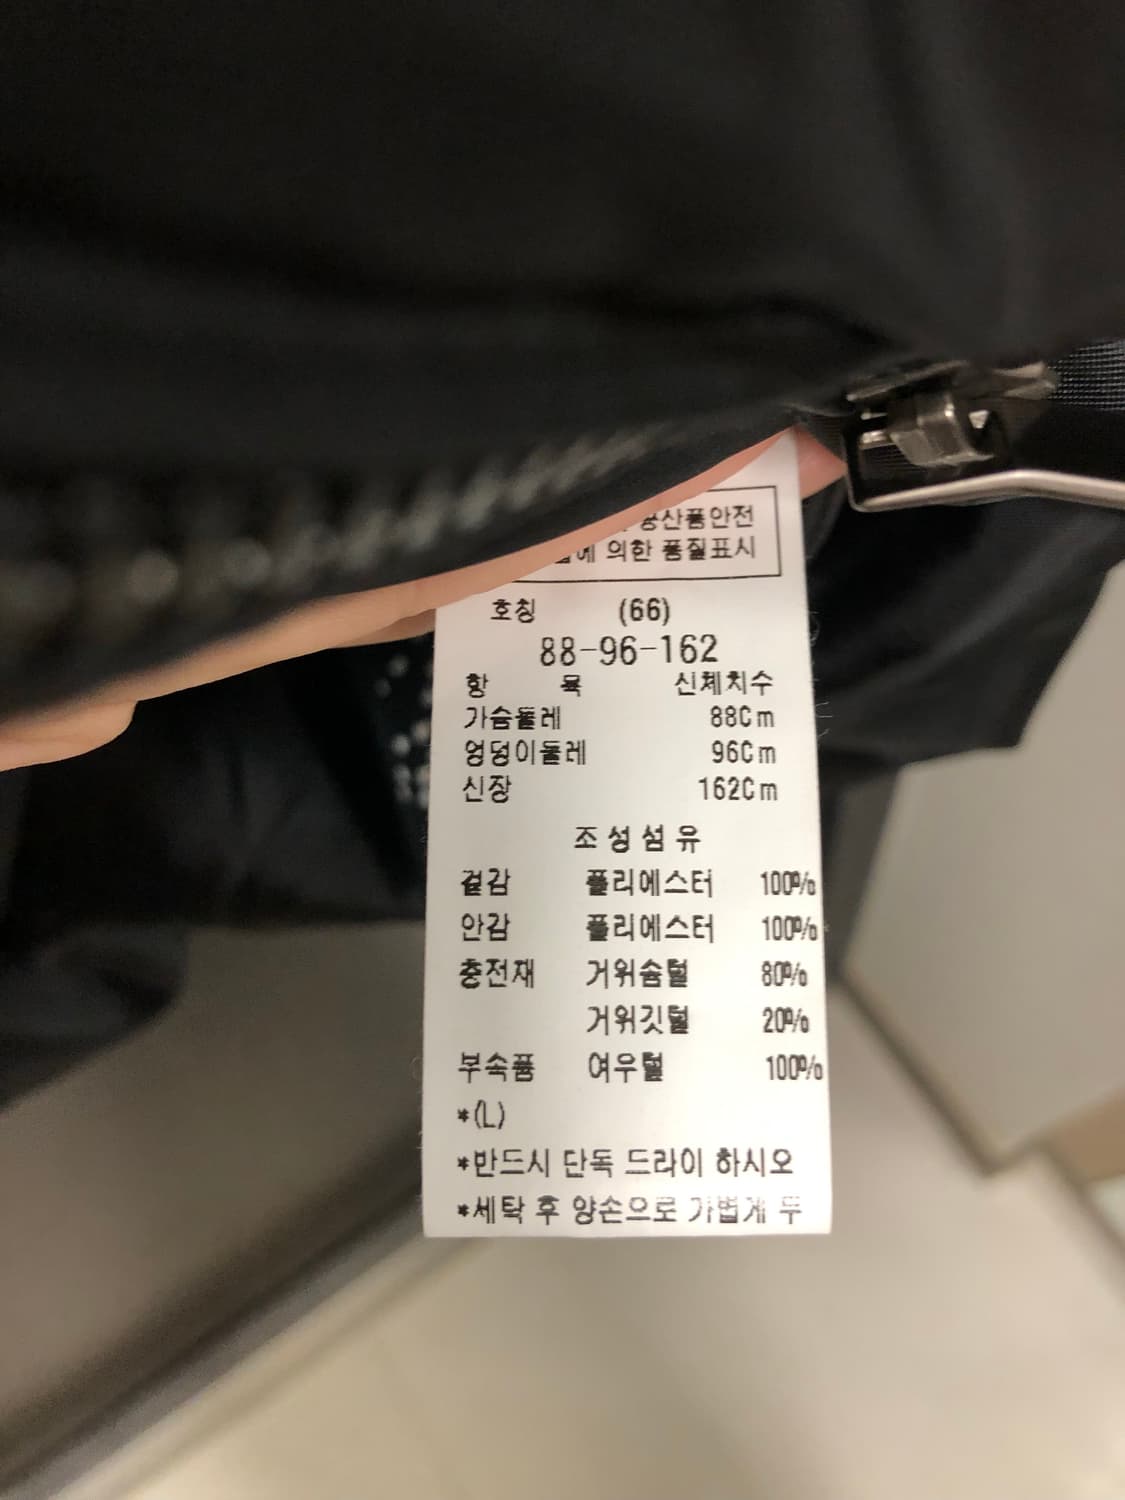 공산품안전
에 의한 품질표시
호칭 (66)
88-96-162
항 목 신체치수
가슴둘레 88Cm
엉덩이둘레 96Cm
신장 162Cm
조성섬유
겉감 폴리에스터 100%
안감 폴리에스터 100%
충전재 거위솜털 80%
거위깃털 20%
부속품 여우털 100%
*(L)
*반드시 단독 드라이 하시오
*세탁 후 양손으로 가볍게 두